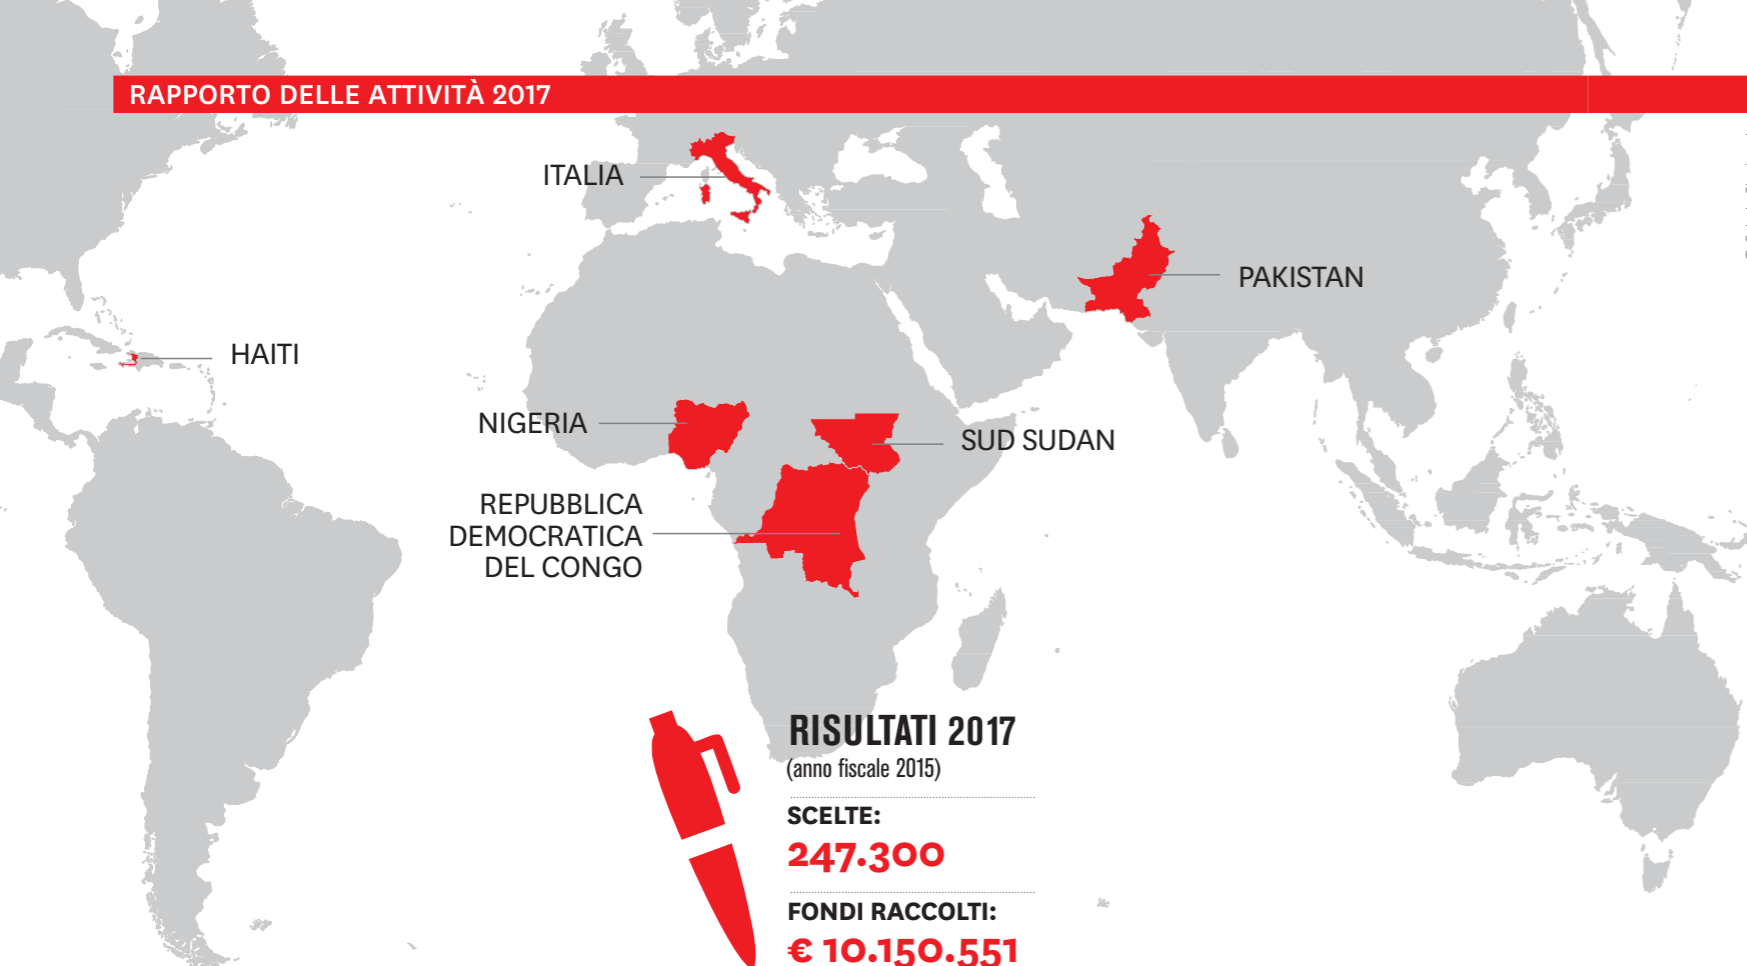 RAPPORTO DELLE ATTIVITÀ 2017
ITALIA
PAKISTAN
HAITI
NIGERIA
SUD SUDAN
REPUBBLICA
DEMOCRATICA
DEL CONGO
RISULTATI 2017
(anno fiscale 2015)
SCELTE:
247.300
FONDI RACCOLTI:
€ 10.150.551